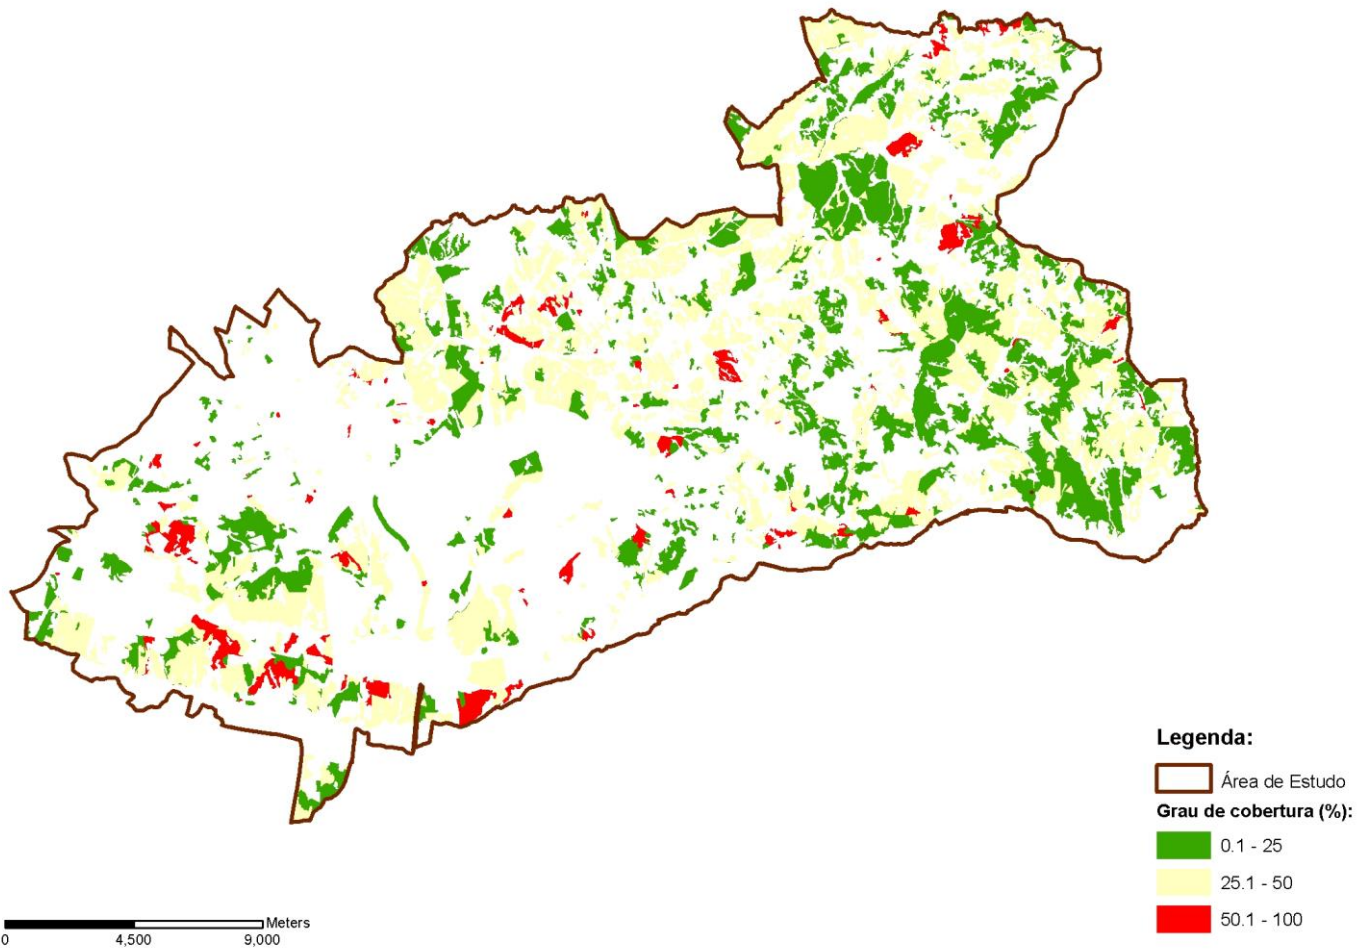 Legenda:
Área de Estudo
Grau de cobertura (%):
0.1 - 25
25.1 - 50
50.1 - 100
Meters
0 4,500 9,000